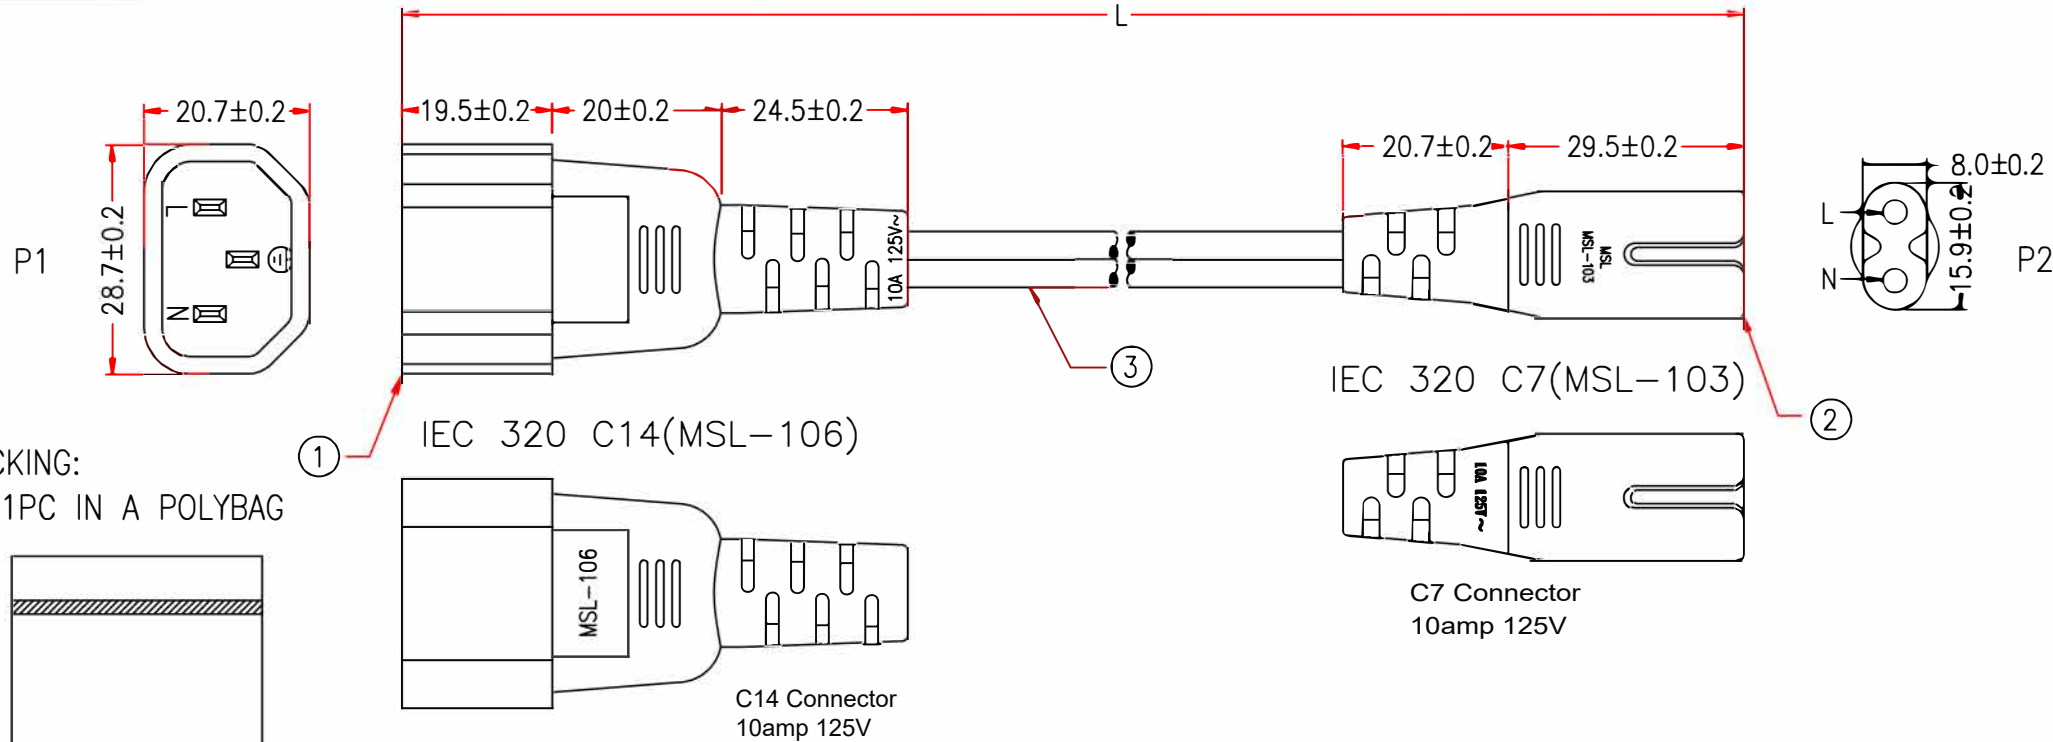 L
20.7±0.2
19.5±0.2
20±0.2
24.5±0.2
20.7±0.2
29.5±0.2
8.0±0.2
15.9±0.2
28.7±0.2
P1
L
N
10A 125V~
MSL
MSL-103
L
N
P2
3
IEC 320 C7(MSL-103)
2
IEC 320 C14(MSL-106)
1
CKING:
1PC IN A POLYBAG
MSL-106
10A 125V~
C7 Connector
10amp 125V
C14 Connector
10amp 125V